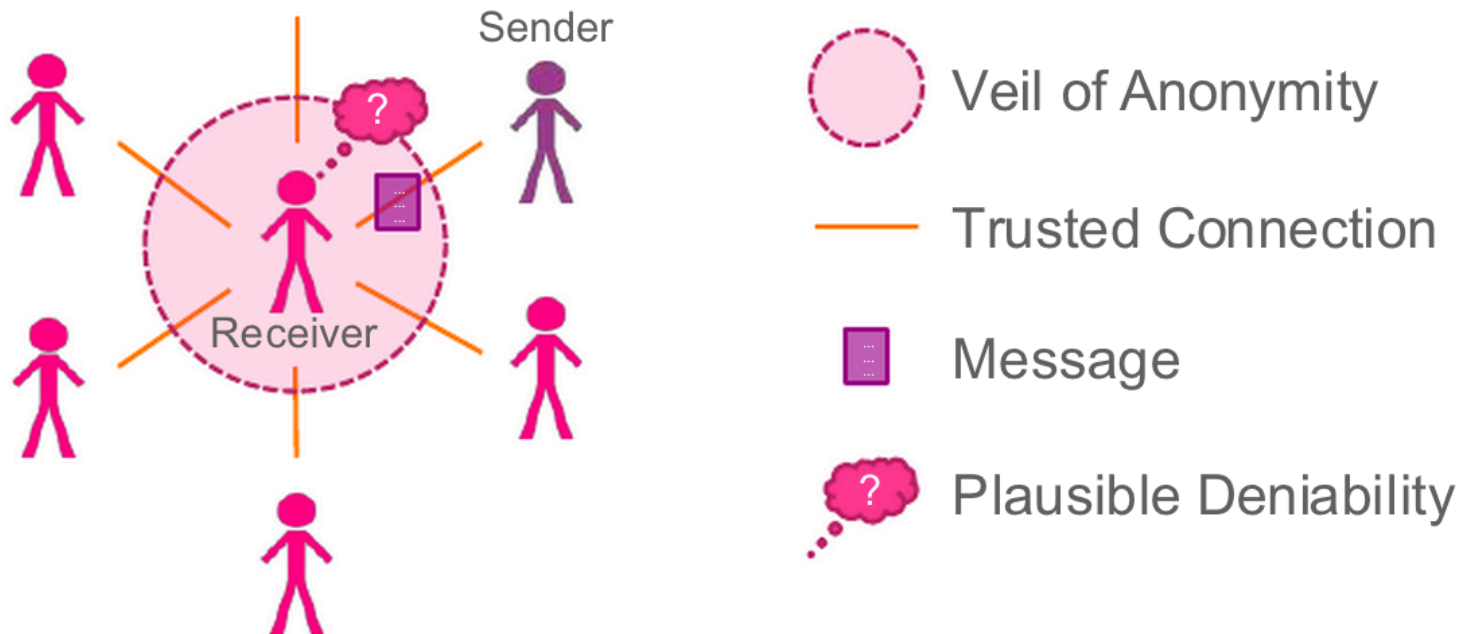 Sender
?
...
...
...
Receiver
Veil of Anonymity
Trusted Connection
...
...
...
Message
?
Plausible Deniability